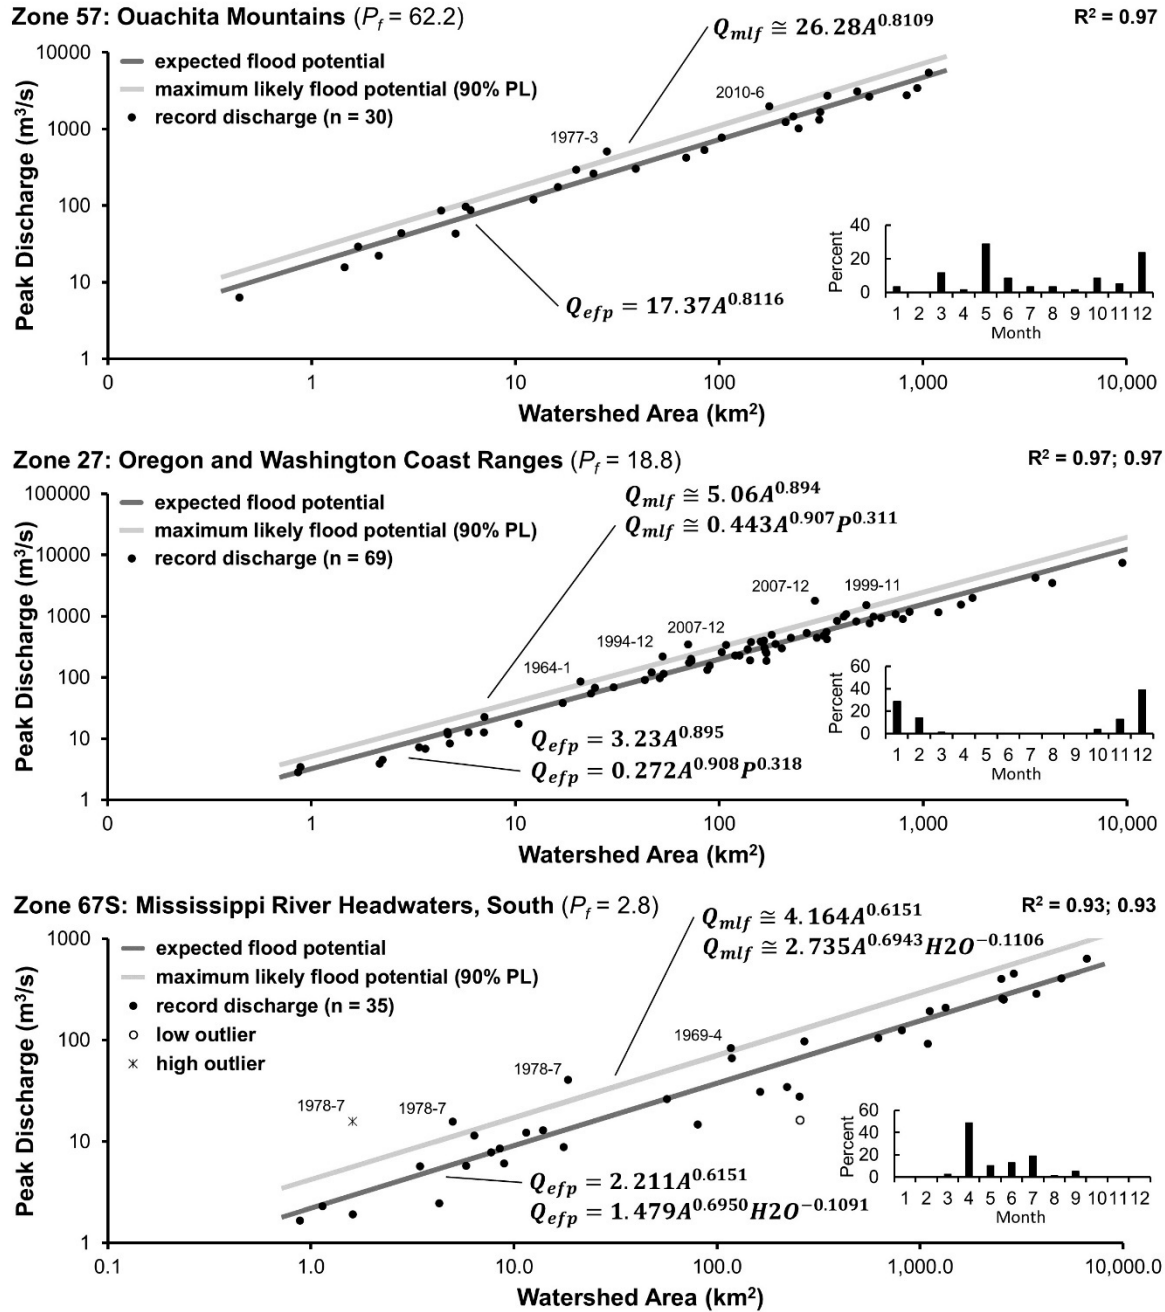 Zone 57: Ouachita Mountains (P_f = 62.2)
R² = 0.97
Q_mlf ≅ 26.28A^0.8109
expected flood potential
maximum likely flood potential (90% PL)
record discharge (n = 30)
Peak Discharge (m³/s)
10000
1000
100
10
1
2010-6
1977-3
Q_efp = 17.37A^0.8116
Percent
40
20
0
1 2 3 4 5 6 7 8 9 10 11 12
Month
0 1 10 100 1,000 10,000
Watershed Area (km²)
Zone 27: Oregon and Washington Coast Ranges (P_f = 18.8)
R² = 0.97; 0.97
Q_mlf ≅ 5.06A^0.894
Q_mlf ≅ 0.443A^0.907P^0.311
expected flood potential
maximum likely flood potential (90% PL)
record discharge (n = 69)
Peak Discharge (m³/s)
100000
10000
1000
100
10
1
2007-12 1999-11
1994-12 2007-12
1964-1
Q_efp = 3.23A^0.895
Q_efp = 0.272A^0.908P^0.318
Percent
60
40
20
0
1 2 3 4 5 6 7 8 9 10 11 12
Month
0 1 10 100 1,000 10,000
Watershed Area (km²)
Zone 67S: Mississippi River Headwaters, South (P_f = 2.8)
R² = 0.93; 0.93
Q_mlf ≅ 4.164A^0.6151
Q_mlf ≅ 2.735A^0.6943H2O^−0.1106
expected flood potential
maximum likely flood potential (90% PL)
record discharge (n = 35)
low outlier
high outlier
Peak Discharge (m³/s)
1000
100
10
1
1969-4
1978-7
1978-7 1978-7
Q_efp = 2.211A^0.6151
Q_efp = 1.479A^0.6950H2O^−0.1091
Percent
60
40
20
0
1 2 3 4 5 6 7 8 9 10 11 12
Month
0.1 1.0 10.0 100.0 1,000.0 10,000.0
Watershed Area (km²)